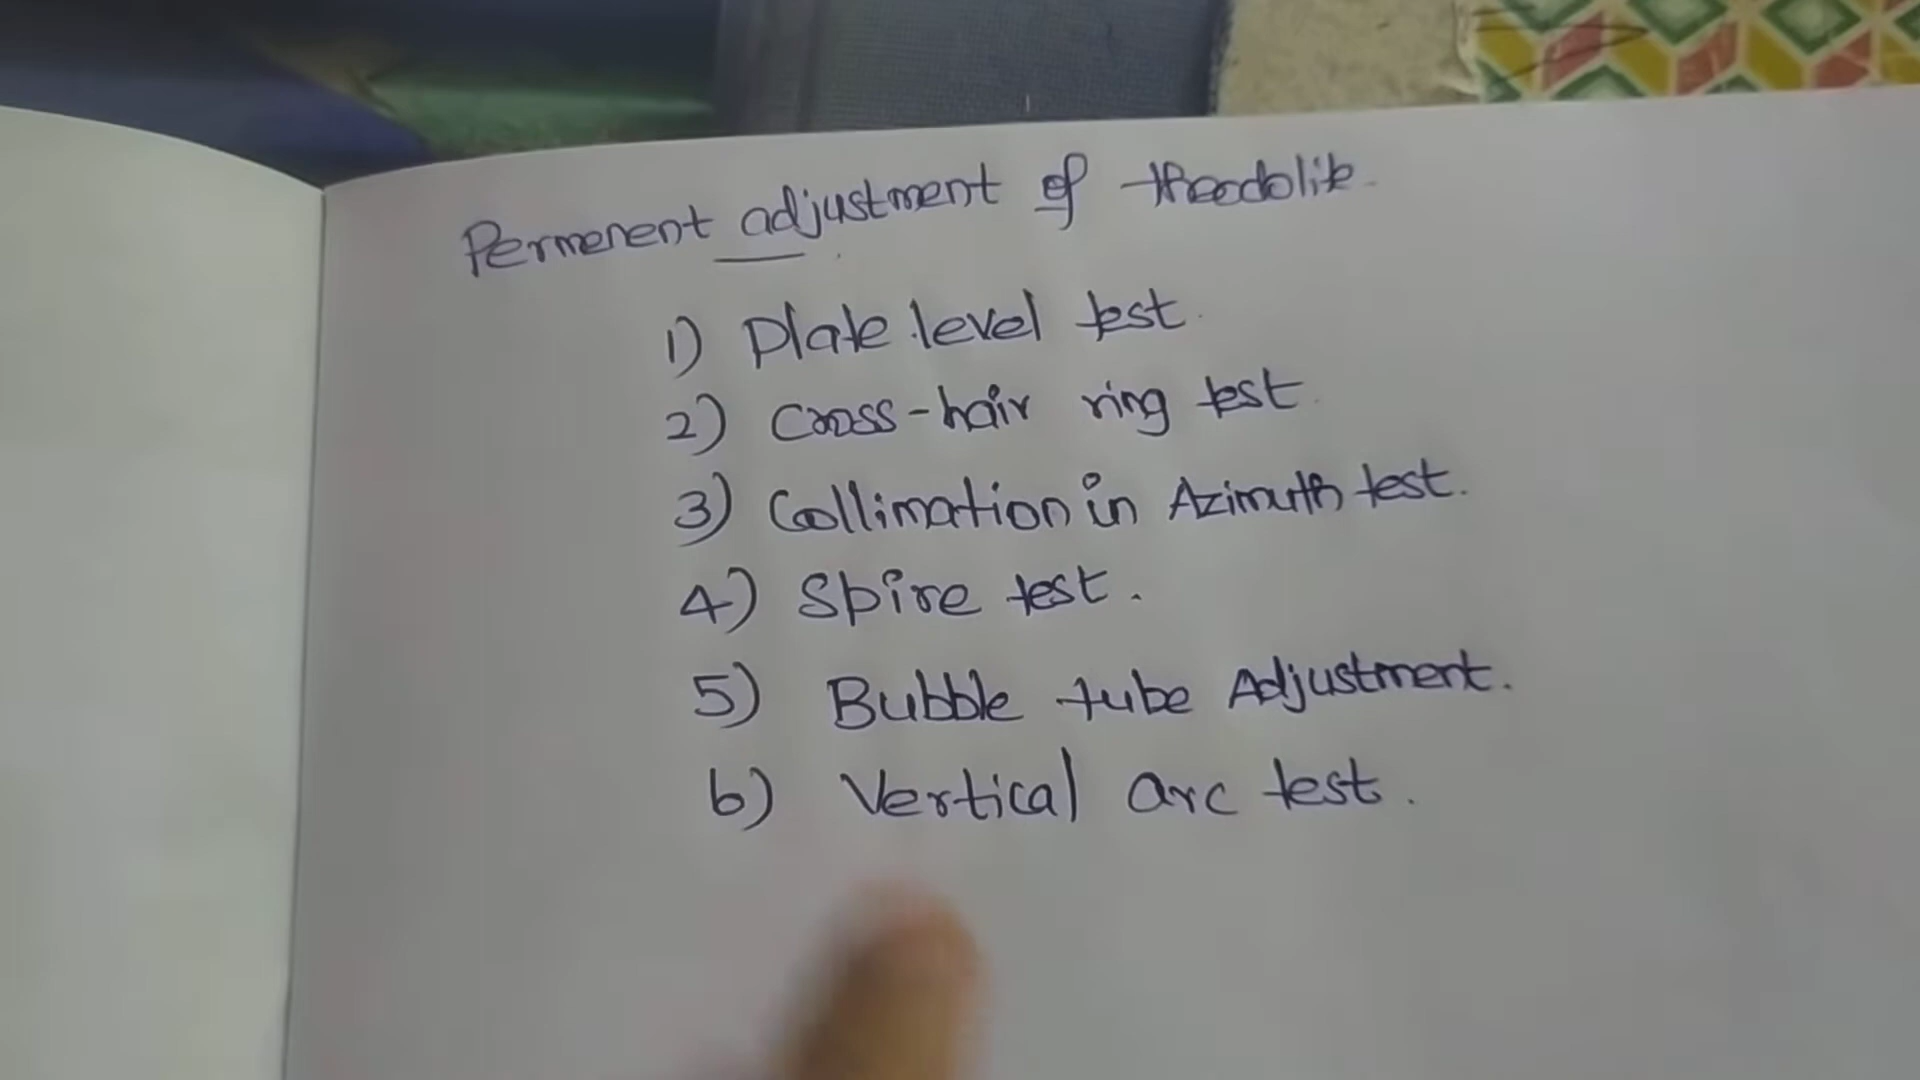 Permenent adjustment of theodolite.
1) Plate level test.
2) Cross-hair ring test.
3) Collimation in Azimuth test.
4) Spire test.
5) Bubble tube Adjustment.
6) Vertical arc test.